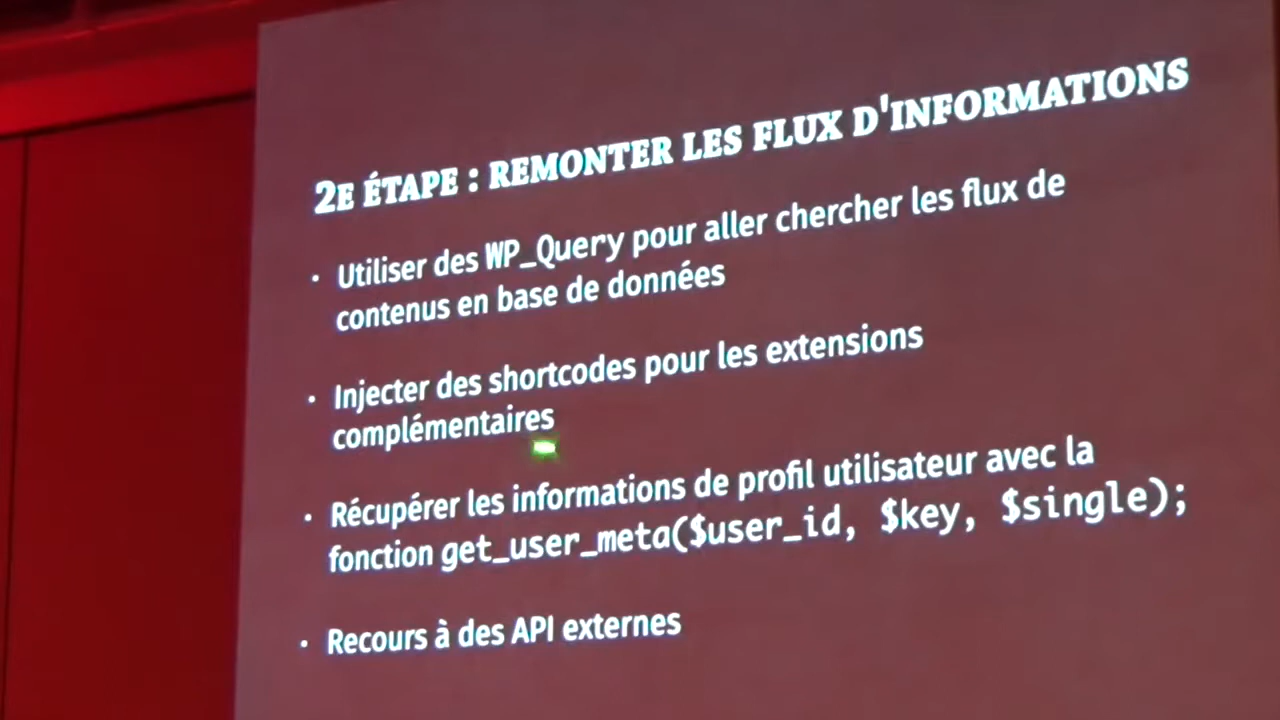 2E ÉTAPE : REMONTER LES FLUX D'INFORMATIONS
· Utiliser des WP_Query pour aller chercher les flux de
contenus en base de données
· Injecter des shortcodes pour les extensions
complémentaires
· Récupérer les informations de profil utilisateur avec la
fonction get_user_meta($user_id, $key, $single);
· Recours à des API externes